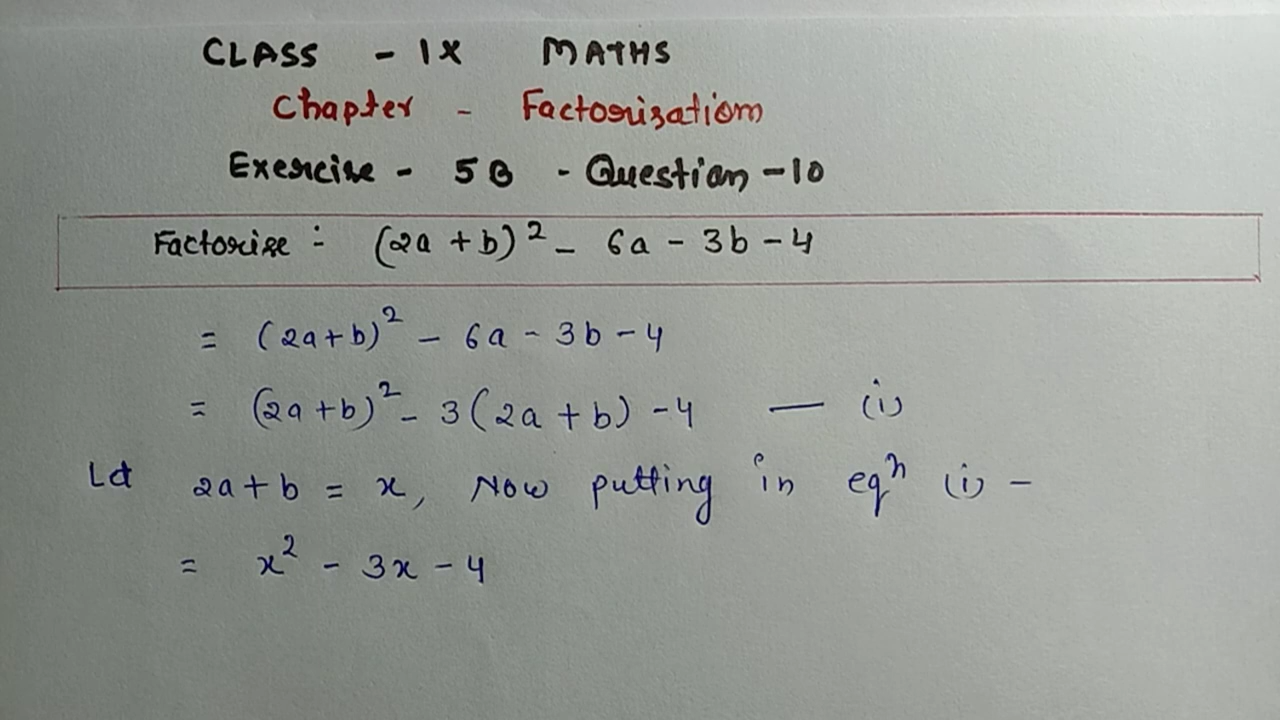 CLASS - IX MATHS
Chapter - Factorisation
Exercise - 5B - Question - 10
Factorise :- (2a + b)² - 6a - 3b - 4
= (2a+b)² - 6a - 3b - 4
= (2a+b)² - 3(2a + b) - 4 — (i)
Let 2a + b = x, Now putting in eqⁿ (i) -
= x² - 3x - 4